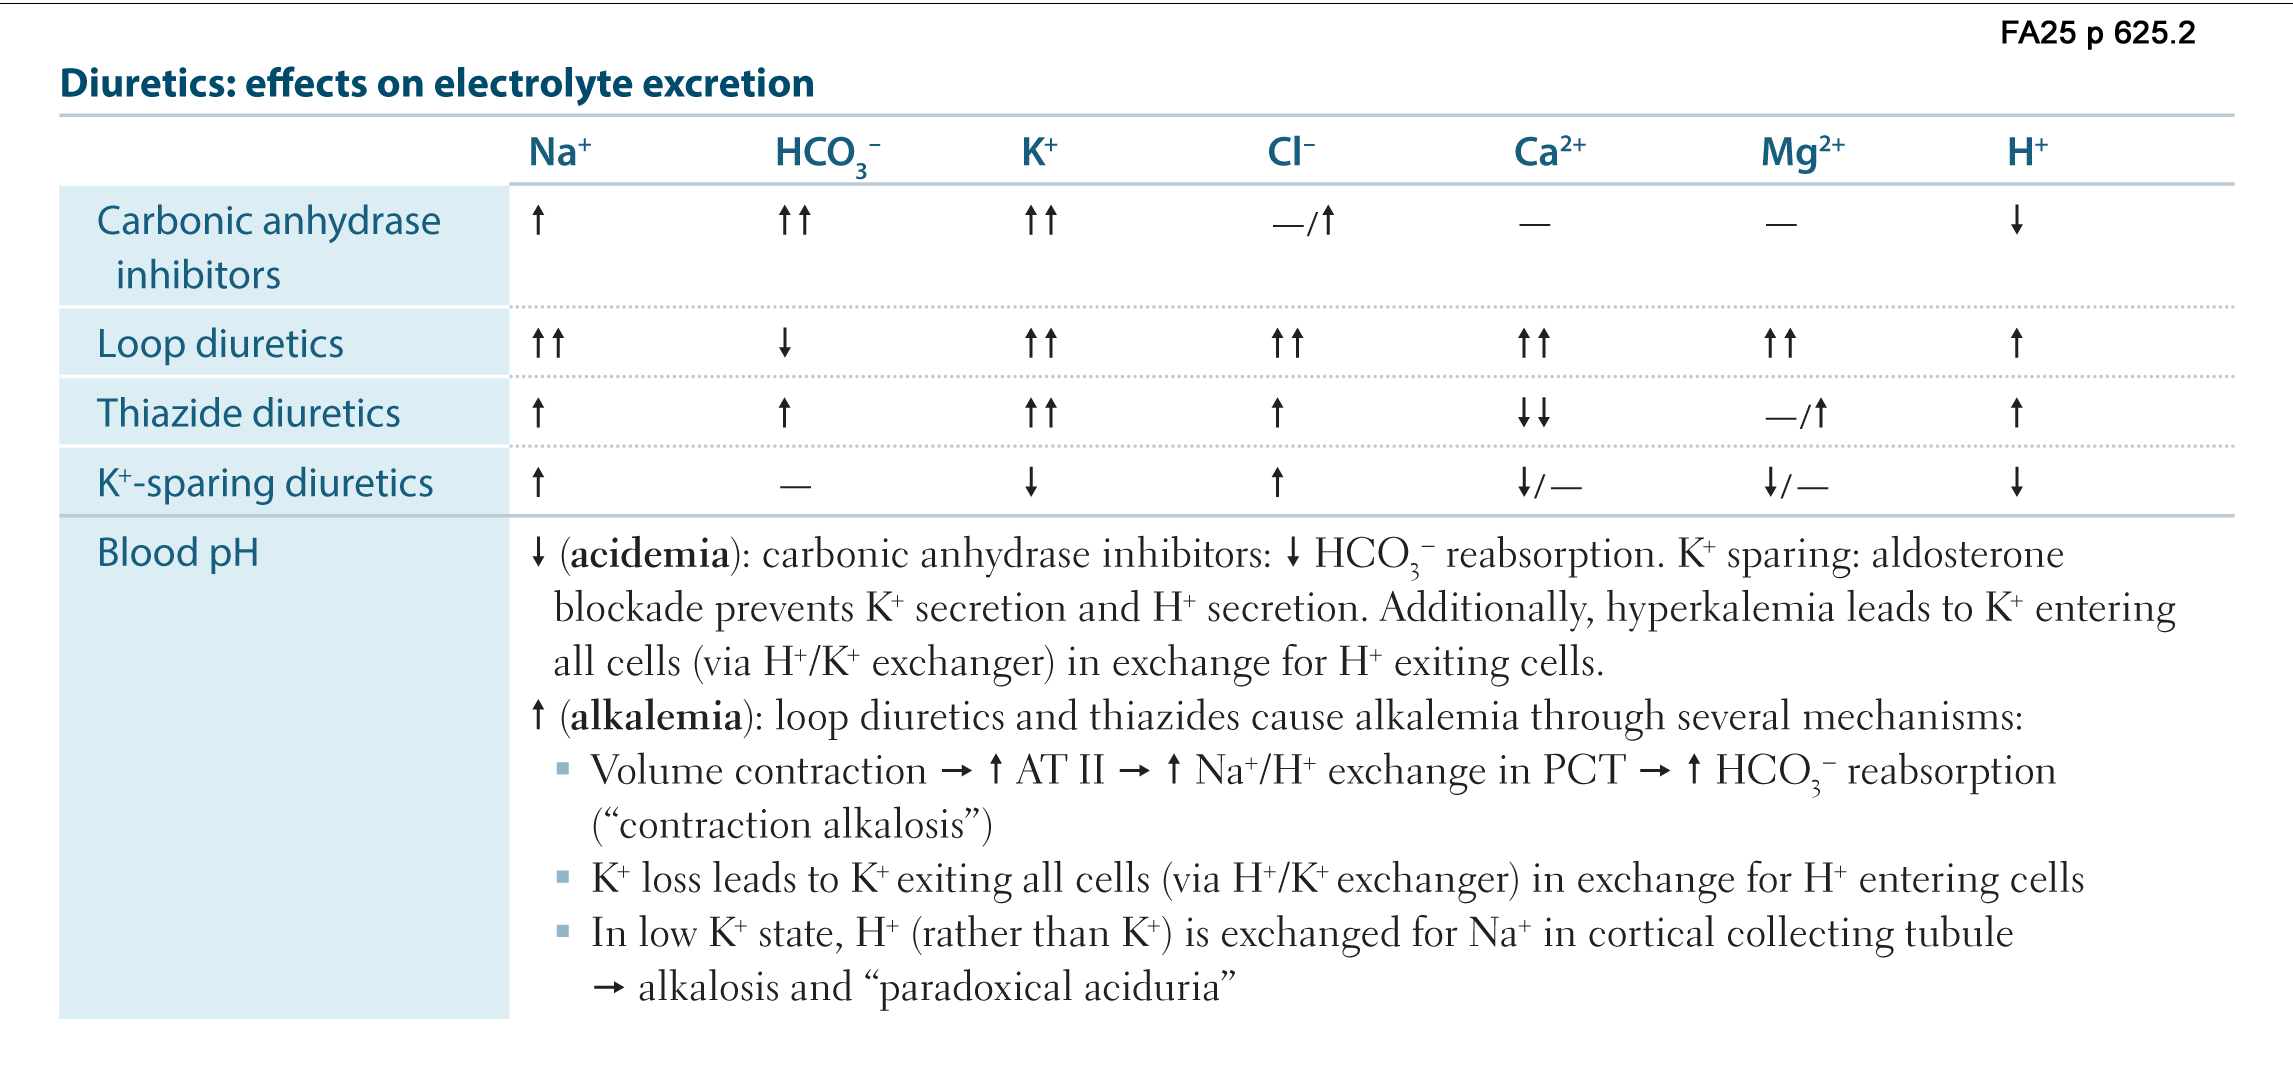 FA25 p 625.2
Diuretics: effects on electrolyte excretion
Na⁺ HCO₃⁻ K⁺ Cl⁻ Ca²⁺ Mg²⁺ H⁺
Carbonic anhydrase ↑ ↑↑ ↑↑ —/↑ — — ↓
inhibitors
Loop diuretics ↑↑ ↓ ↑↑ ↑↑ ↑↑ ↑↑ ↑
Thiazide diuretics ↑ ↑ ↑↑ ↑ ↓↓ —/↑ ↑
K⁺-sparing diuretics ↑ — ↓ ↑ ↓/— ↓/— ↓
Blood pH ↓ (acidemia): carbonic anhydrase inhibitors: ↓ HCO₃⁻ reabsorption. K⁺ sparing: aldosterone
blockade prevents K⁺ secretion and H⁺ secretion. Additionally, hyperkalemia leads to K⁺ entering
all cells (via H⁺/K⁺ exchanger) in exchange for H⁺ exiting cells.
↑ (alkalemia): loop diuretics and thiazides cause alkalemia through several mechanisms:
▪ Volume contraction → ↑ AT II → ↑ Na⁺/H⁺ exchange in PCT → ↑ HCO₃⁻ reabsorption
(“contraction alkalosis”)
▪ K⁺ loss leads to K⁺ exiting all cells (via H⁺/K⁺ exchanger) in exchange for H⁺ entering cells
▪ In low K⁺ state, H⁺ (rather than K⁺) is exchanged for Na⁺ in cortical collecting tubule
→ alkalosis and “paradoxical aciduria”